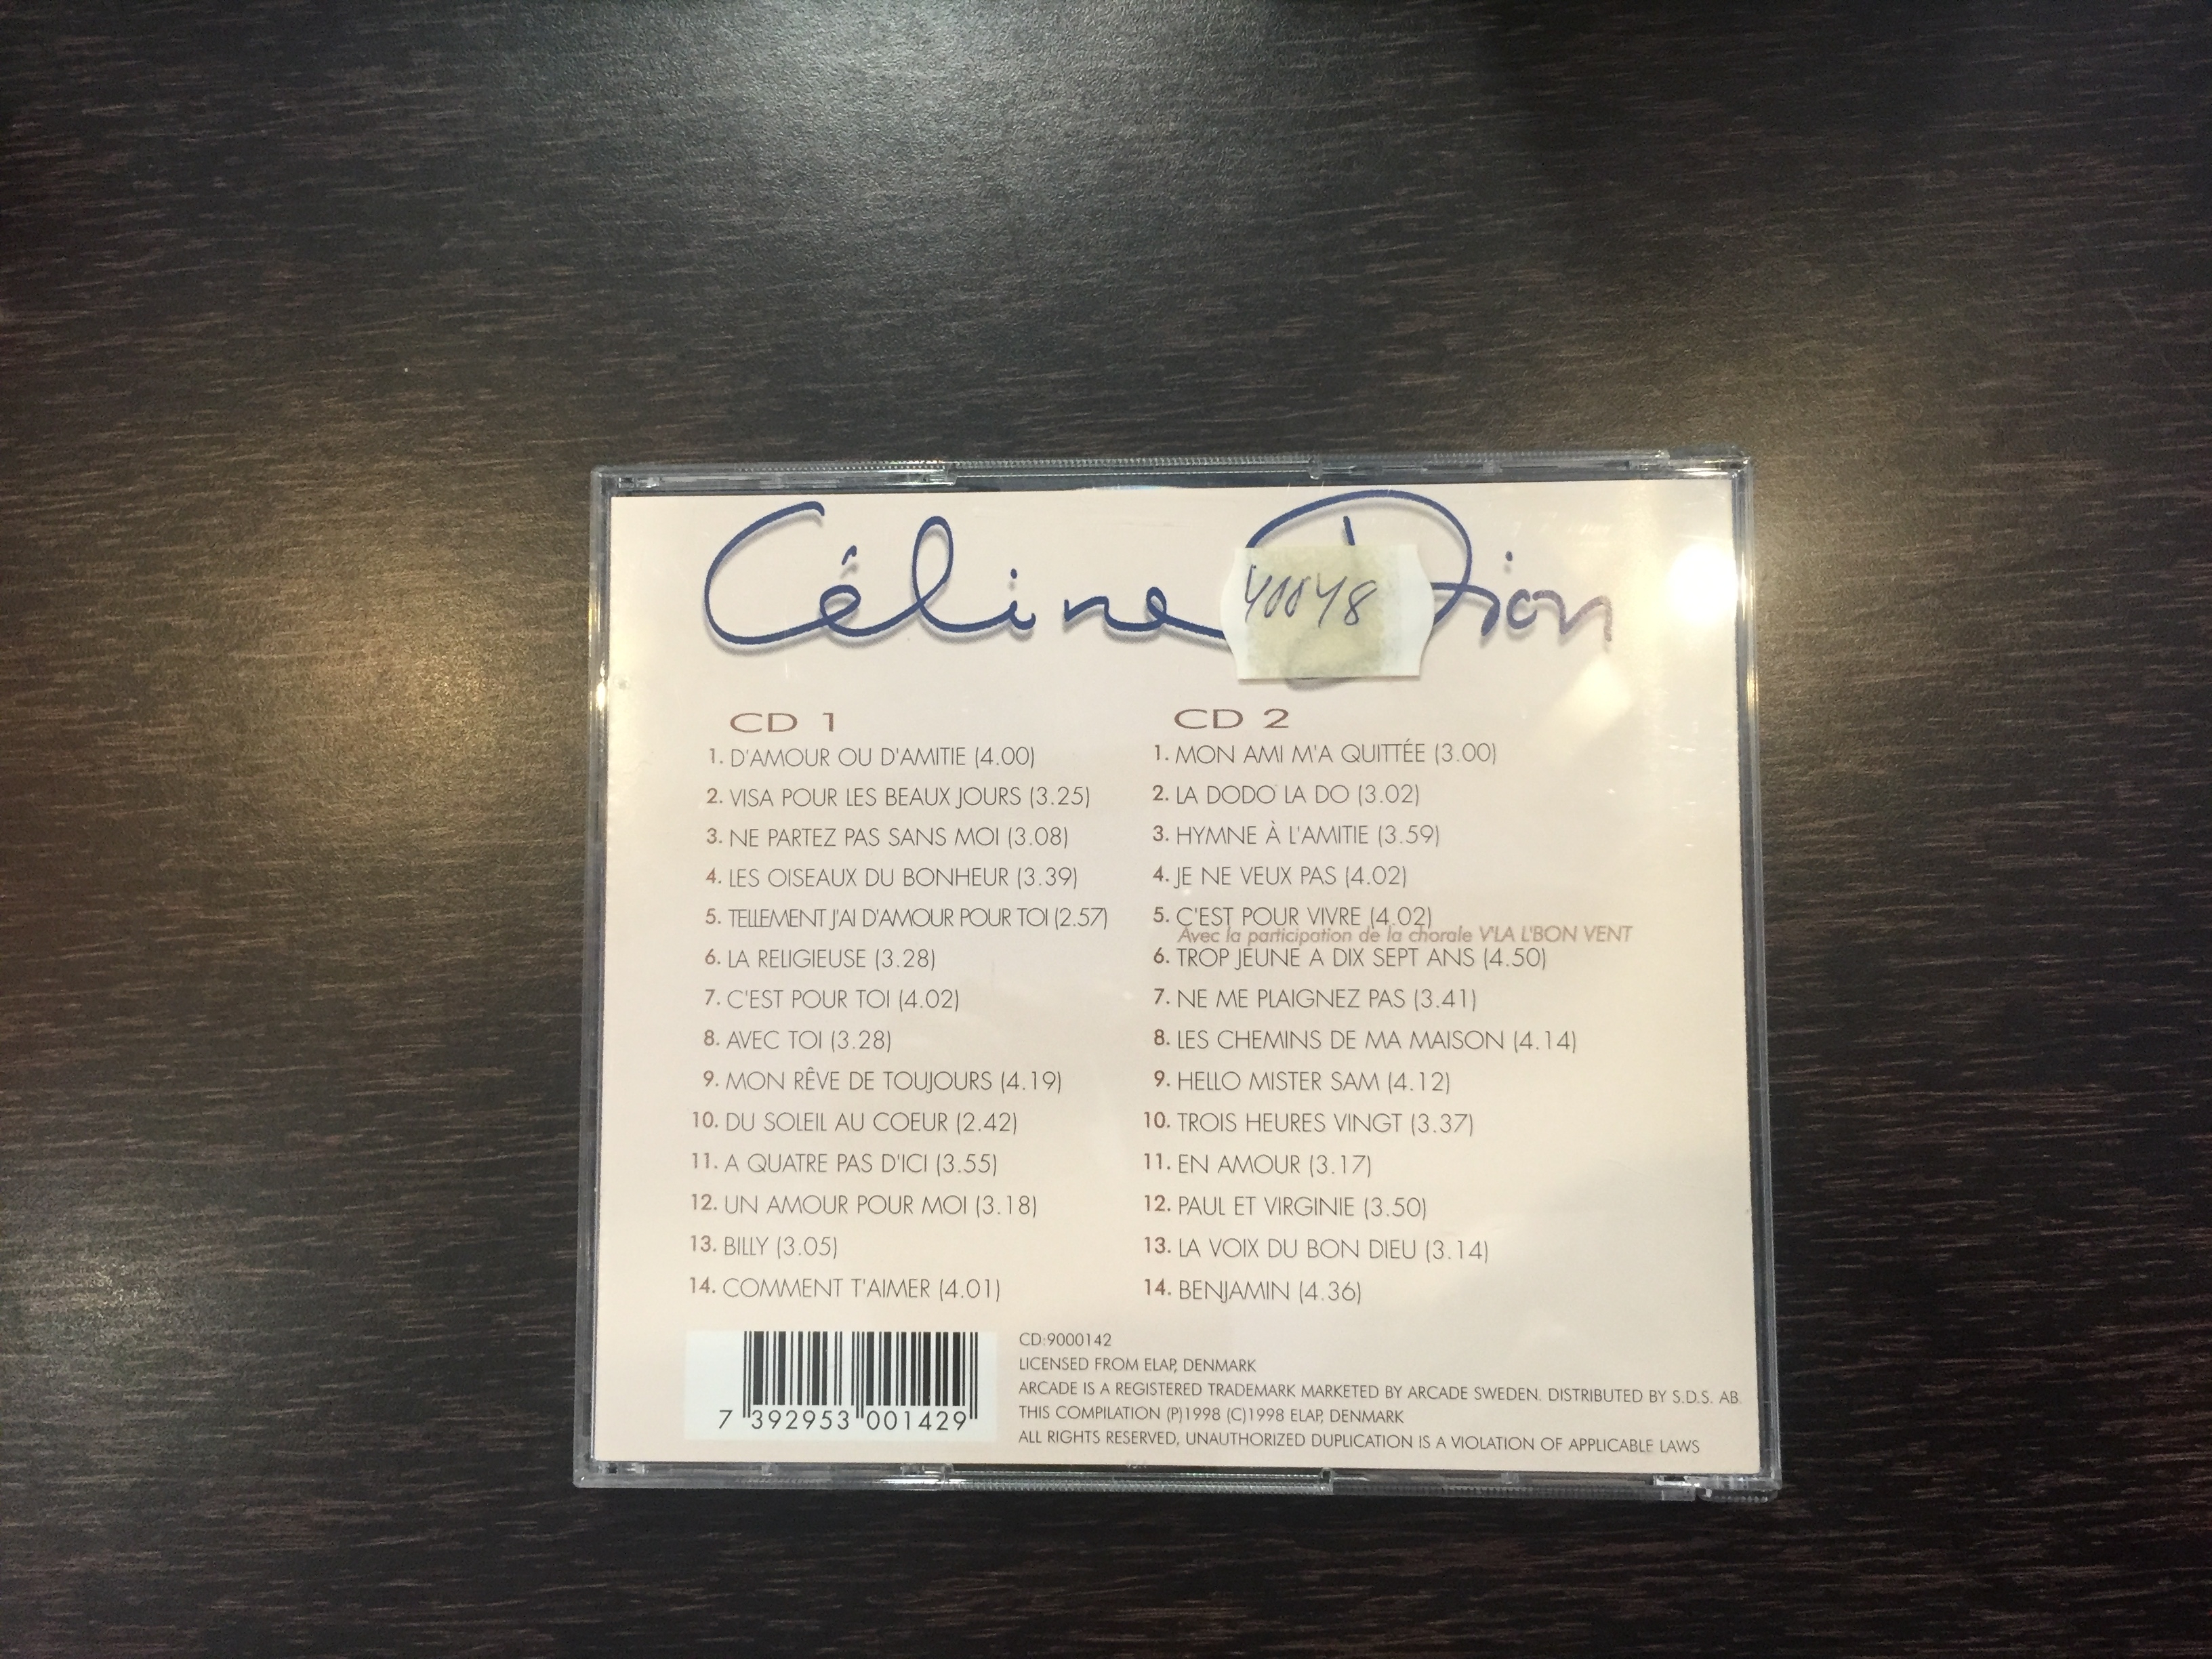 Céline Dion
40048
CD 1
1. D'AMOUR OU D'AMITIE (4.00)
2. VISA POUR LES BEAUX JOURS (3.25)
3. NE PARTEZ PAS SANS MOI (3.08)
4. LES OISEAUX DU BONHEUR (3.39)
5. TELLEMENT J'AI D'AMOUR POUR TOI (2.57)
6. LA RELIGIEUSE (3.28)
7. C'EST POUR TOI (4.02)
8. AVEC TOI (3.28)
9. MON RÊVE DE TOUJOURS (4.19)
10. DU SOLEIL AU COEUR (2.42)
11. A QUATRE PAS D'ICI (3.55)
12. UN AMOUR POUR MOI (3.18)
13. BILLY (3.05)
14. COMMENT T'AIMER (4.01)
CD 2
1. MON AMI M'A QUITTÉE (3.00)
2. LA DODO LA DO (3.02)
3. HYMNE À L'AMITIE (3.59)
4. JE NE VEUX PAS (4.02)
5. C'EST POUR VIVRE (4.02)
Avec la participation de la chorale V'LA L'BON VENT
6. TROP JEUNE A DIX SEPT ANS (4.50)
7. NE ME PLAIGNEZ PAS (3.41)
8. LES CHEMINS DE MA MAISON (4.14)
9. HELLO MISTER SAM (4.12)
10. TROIS HEURES VINGT (3.37)
11. EN AMOUR (3.17)
12. PAUL ET VIRGINIE (3.50)
13. LA VOIX DU BON DIEU (3.14)
14. BENJAMIN (4.36)
7 392953 001429
CD:9000142
LICENSED FROM ELAP, DENMARK
ARCADE IS A REGISTERED TRADEMARK MARKETED BY ARCADE SWEDEN. DISTRIBUTED BY S.D.S. AB.
THIS COMPILATION (P)1998 (C)1998 ELAP, DENMARK
ALL RIGHTS RESERVED, UNAUTHORIZED DUPLICATION IS A VIOLATION OF APPLICABLE LAWS